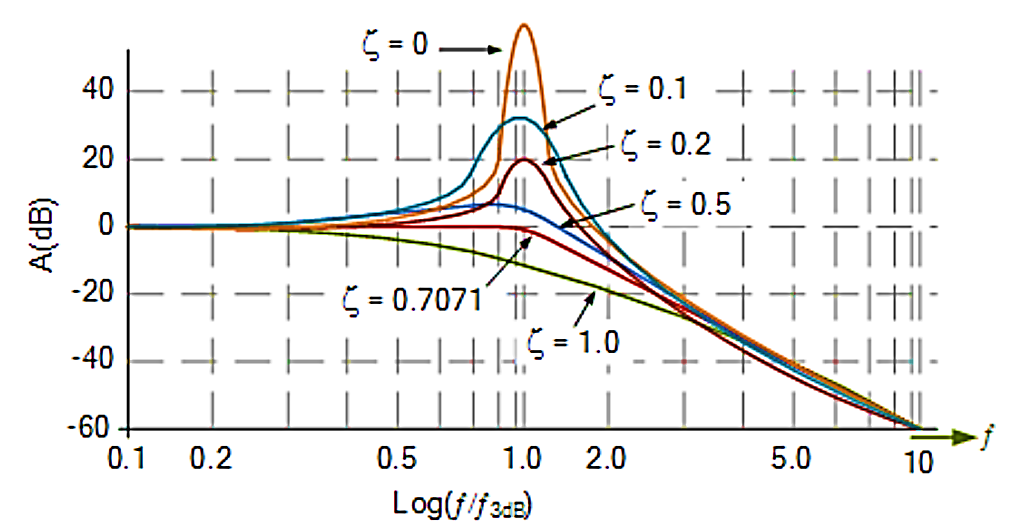 ζ = 0
40
ζ = 0.1
20
ζ = 0.2
0
ζ = 0.5
A(dB)
-20
ζ = 0.7071
-40
ζ = 1.0
-60
f
0.1 0.2 0.5 1.0 2.0 5.0 10
Log(f/f3dB)